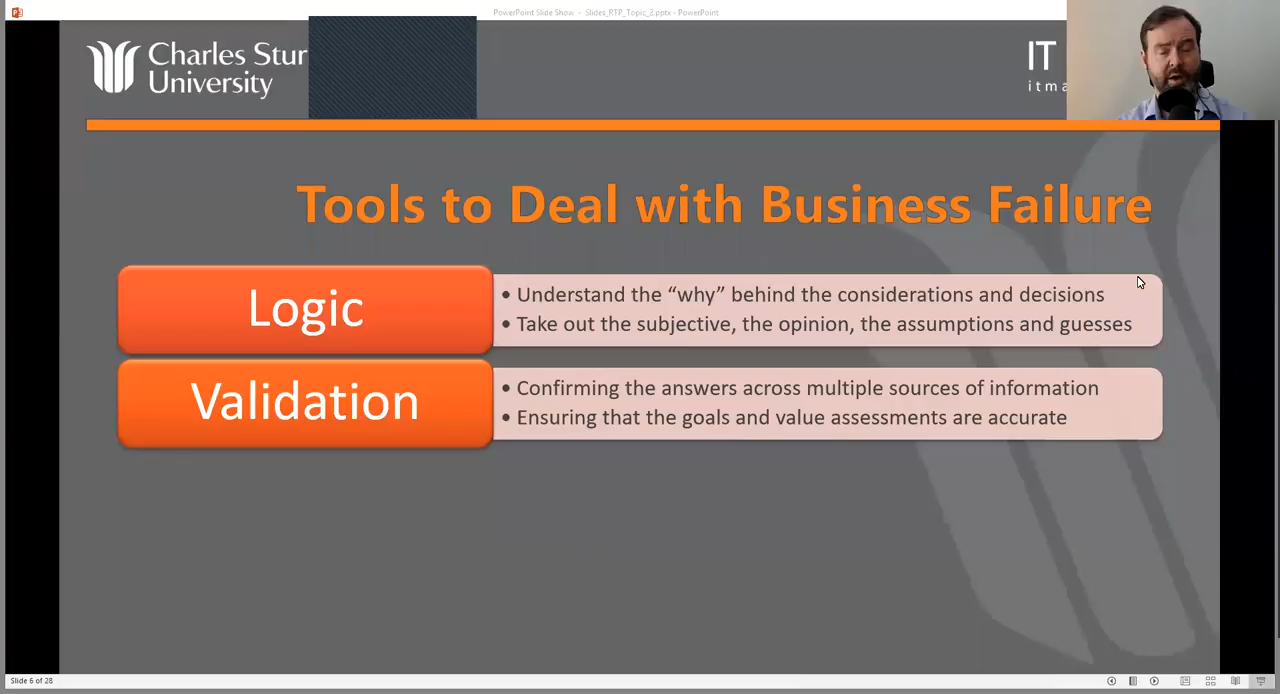 PowerPoint Slide Show - Slides_RTP_Topic_2.pptx - PowerPoint
Charles Stur
University
IT
itma
Tools to Deal with Business Failure
Logic
• Understand the “why” behind the considerations and decisions
• Take out the subjective, the opinion, the assumptions and guesses
Validation
• Confirming the answers across multiple sources of information
• Ensuring that the goals and value assessments are accurate
Slide 6 of 28